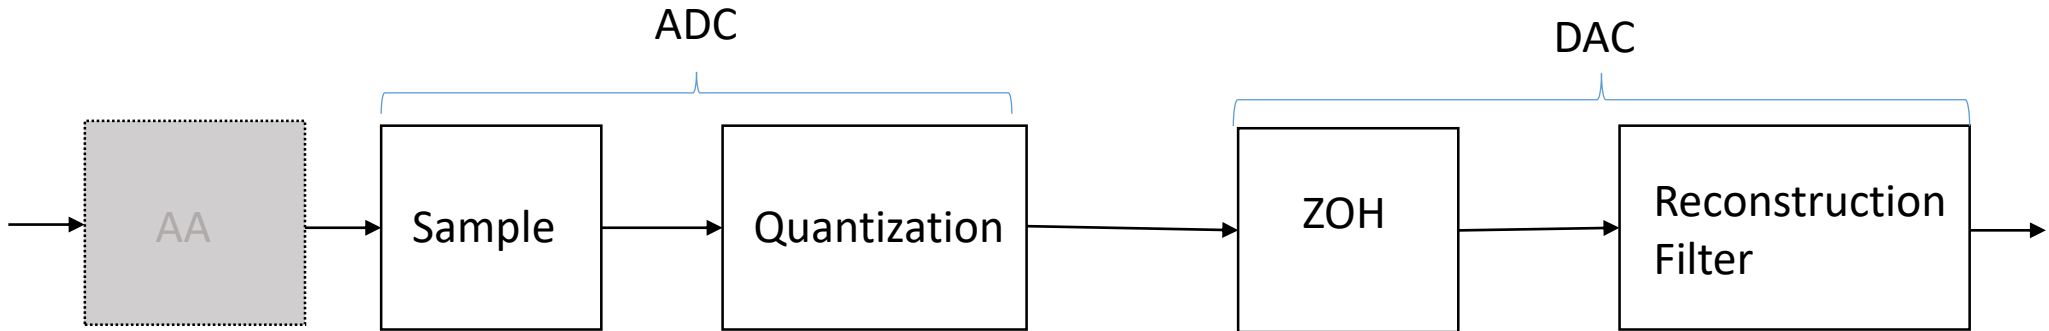 ADC
DAC
AA
Sample
Quantization
ZOH
Reconstruction
Filter